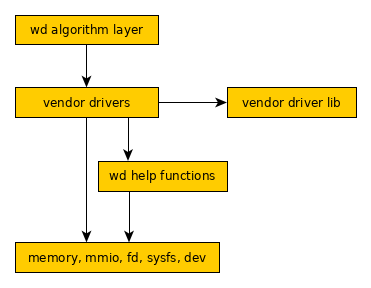 wd algorithm layer
vendor drivers
vendor driver lib
wd help functions
memory, mmio, fd, sysfs, dev